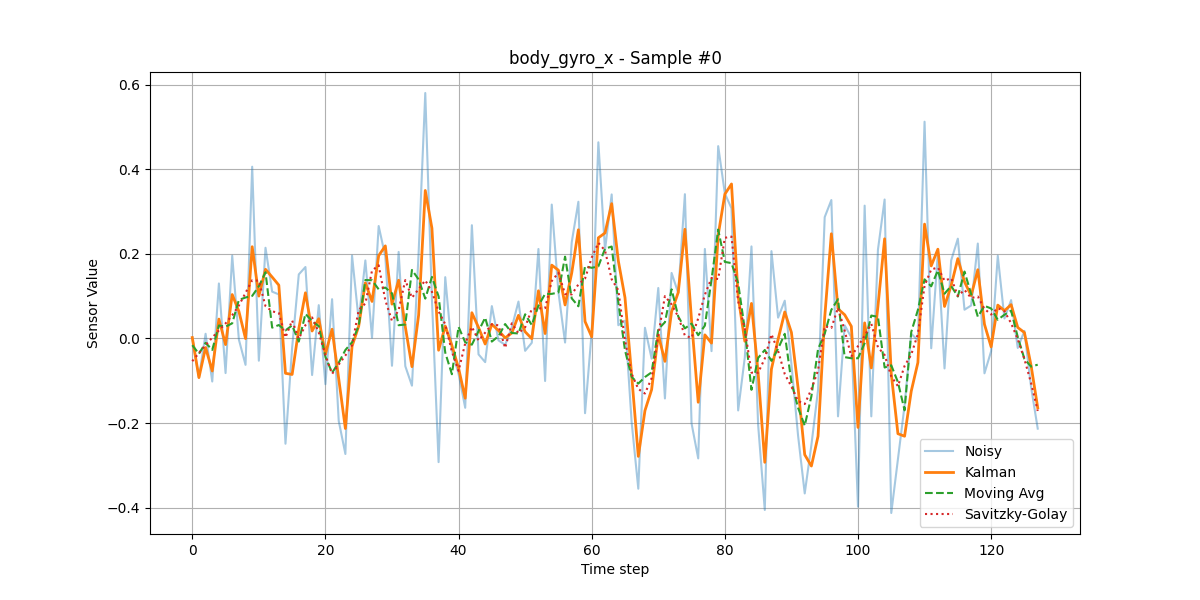 body_gyro_x - Sample #0
Sensor Value
0.6
0.4
0.2
0.0
−0.2
−0.4
0 20 40 60 80 100 120
Time step
Noisy
Kalman
Moving Avg
Savitzky-Golay